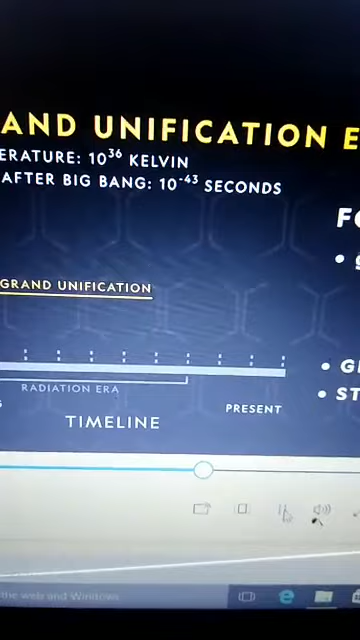 AND UNIFICATION E
ERATURE: 10³⁶ KELVIN
AFTER BIG BANG: 10⁻⁴³ SECONDS
GRAND UNIFICATION
RADIATION ERA
PRESENT
TIMELINE
the web and Windows